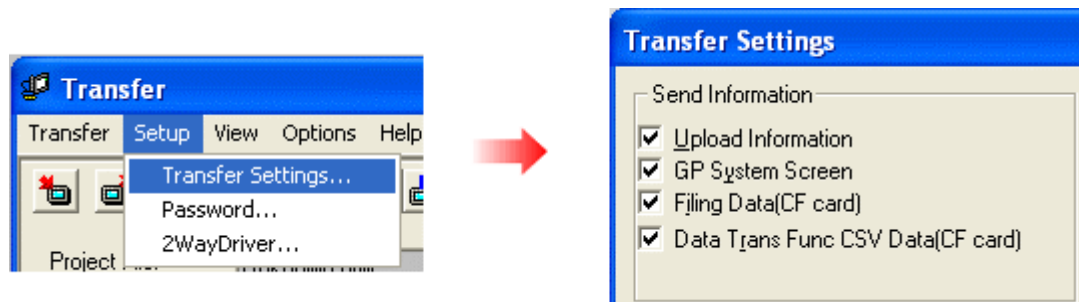 Transfer
Transfer Setup View Options Help
Transfer Settings...
Password...
2WayDriver...
Project
Transfer Settings
Send Information
Upload Information
GP System Screen
Filing Data(CF card)
Data Trans Func CSV Data(CF card)